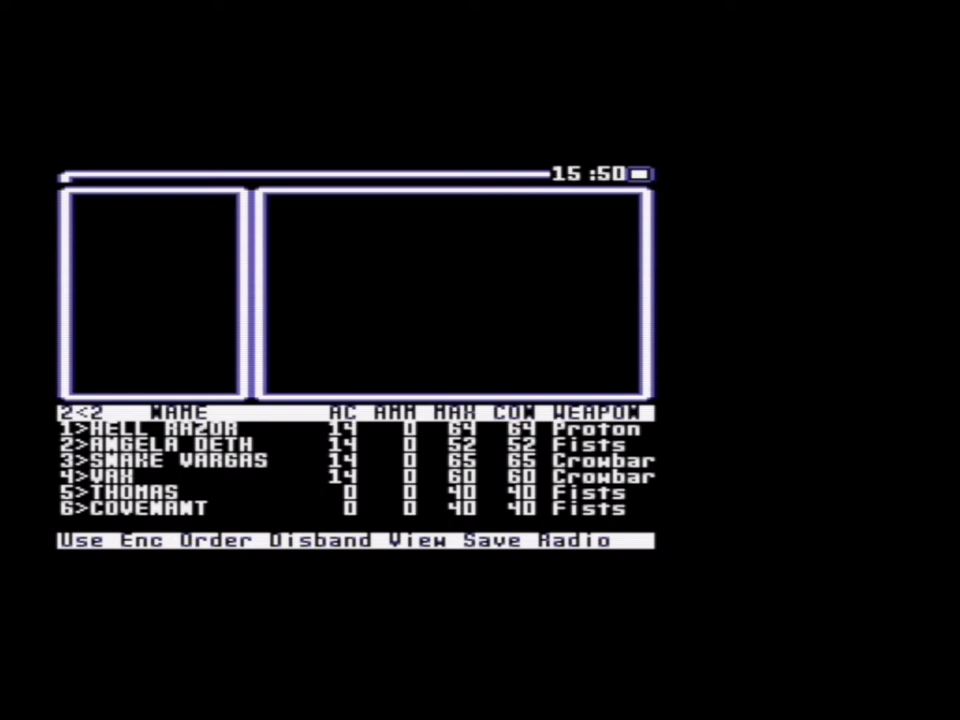 15:50
2<2 NAME AC AMM MAX CON WEAPON
1>HELL RAZOR 14 0 64 64 Proton
2>ANGELA DETH 14 0 52 52 Fists
3>SNAKE VARGAS 14 0 65 65 Crowbar
4>VAX 14 0 60 60 Crowbar
5>THOMAS 0 0 40 40 Fists
6>COVENANT 0 0 40 40 Fists
Use Enc Order Disband View Save Radio